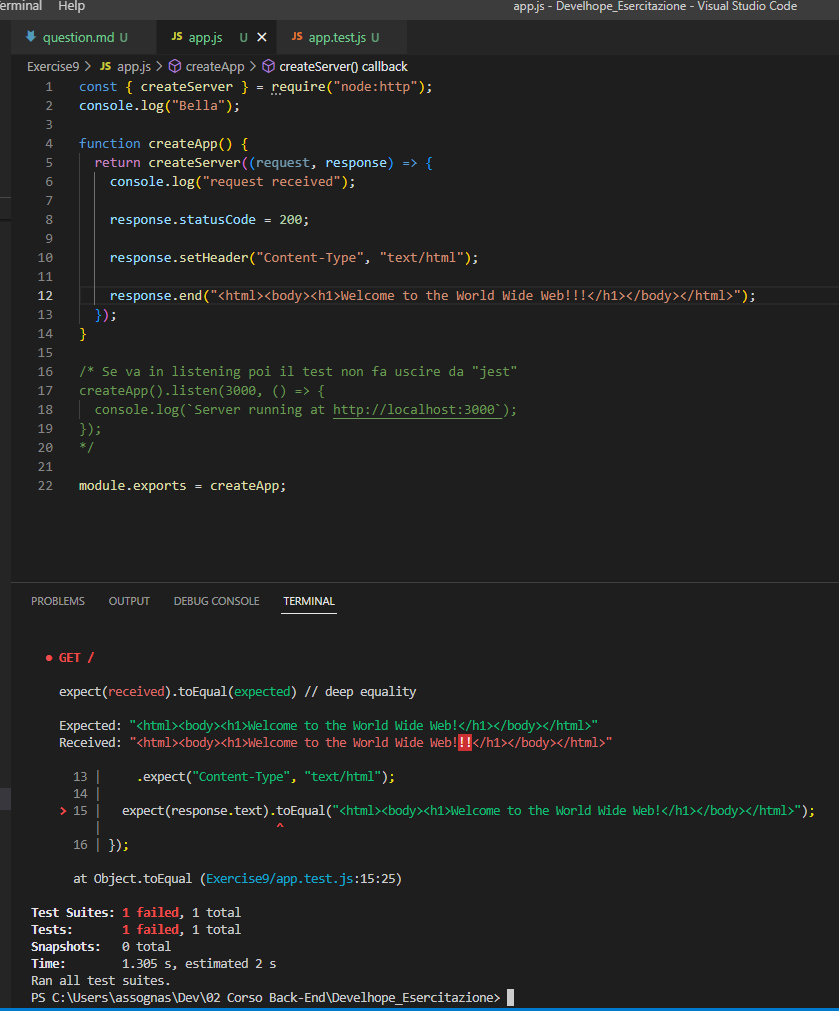 erminal Help app.js - Develhope_Esercitazione - Visual Studio Code
question.md U JS app.js U JS app.test.js U
Exercise9 > JS app.js > createApp > createServer() callback
1 const { createServer } = require("node:http");
2 console.log("Bella");
3
4 function createApp() {
5 return createServer((request, response) => {
6 console.log("request received");
7
8 response.statusCode = 200;
9
10 response.setHeader("Content-Type", "text/html");
11
12 response.end("<html><body><h1>Welcome to the World Wide Web!!!</h1></body></html>");
13 });
14 }
15
16 /* Se va in listening poi il test non fa uscire da "jest"
17 createApp().listen(3000, () => {
18 console.log(`Server running at http://localhost:3000`);
19 });
20 */
21
22 module.exports = createApp;
PROBLEMS OUTPUT DEBUG CONSOLE TERMINAL
● GET /
expect(received).toEqual(expected) // deep equality
Expected: "<html><body><h1>Welcome to the World Wide Web!</h1></body></html>"
Received: "<html><body><h1>Welcome to the World Wide Web!!!</h1></body></html>"
13 | .expect("Content-Type", "text/html");
14 |
> 15 | expect(response.text).toEqual("<html><body><h1>Welcome to the World Wide Web!</h1></body></html>");
| ^
16 | });
at Object.toEqual (Exercise9/app.test.js:15:25)
Test Suites: 1 failed, 1 total
Tests: 1 failed, 1 total
Snapshots: 0 total
Time: 1.305 s, estimated 2 s
Ran all test suites.
PS C:\Users\assognas\Dev\02 Corso Back-End\Develhope_Esercitazione>